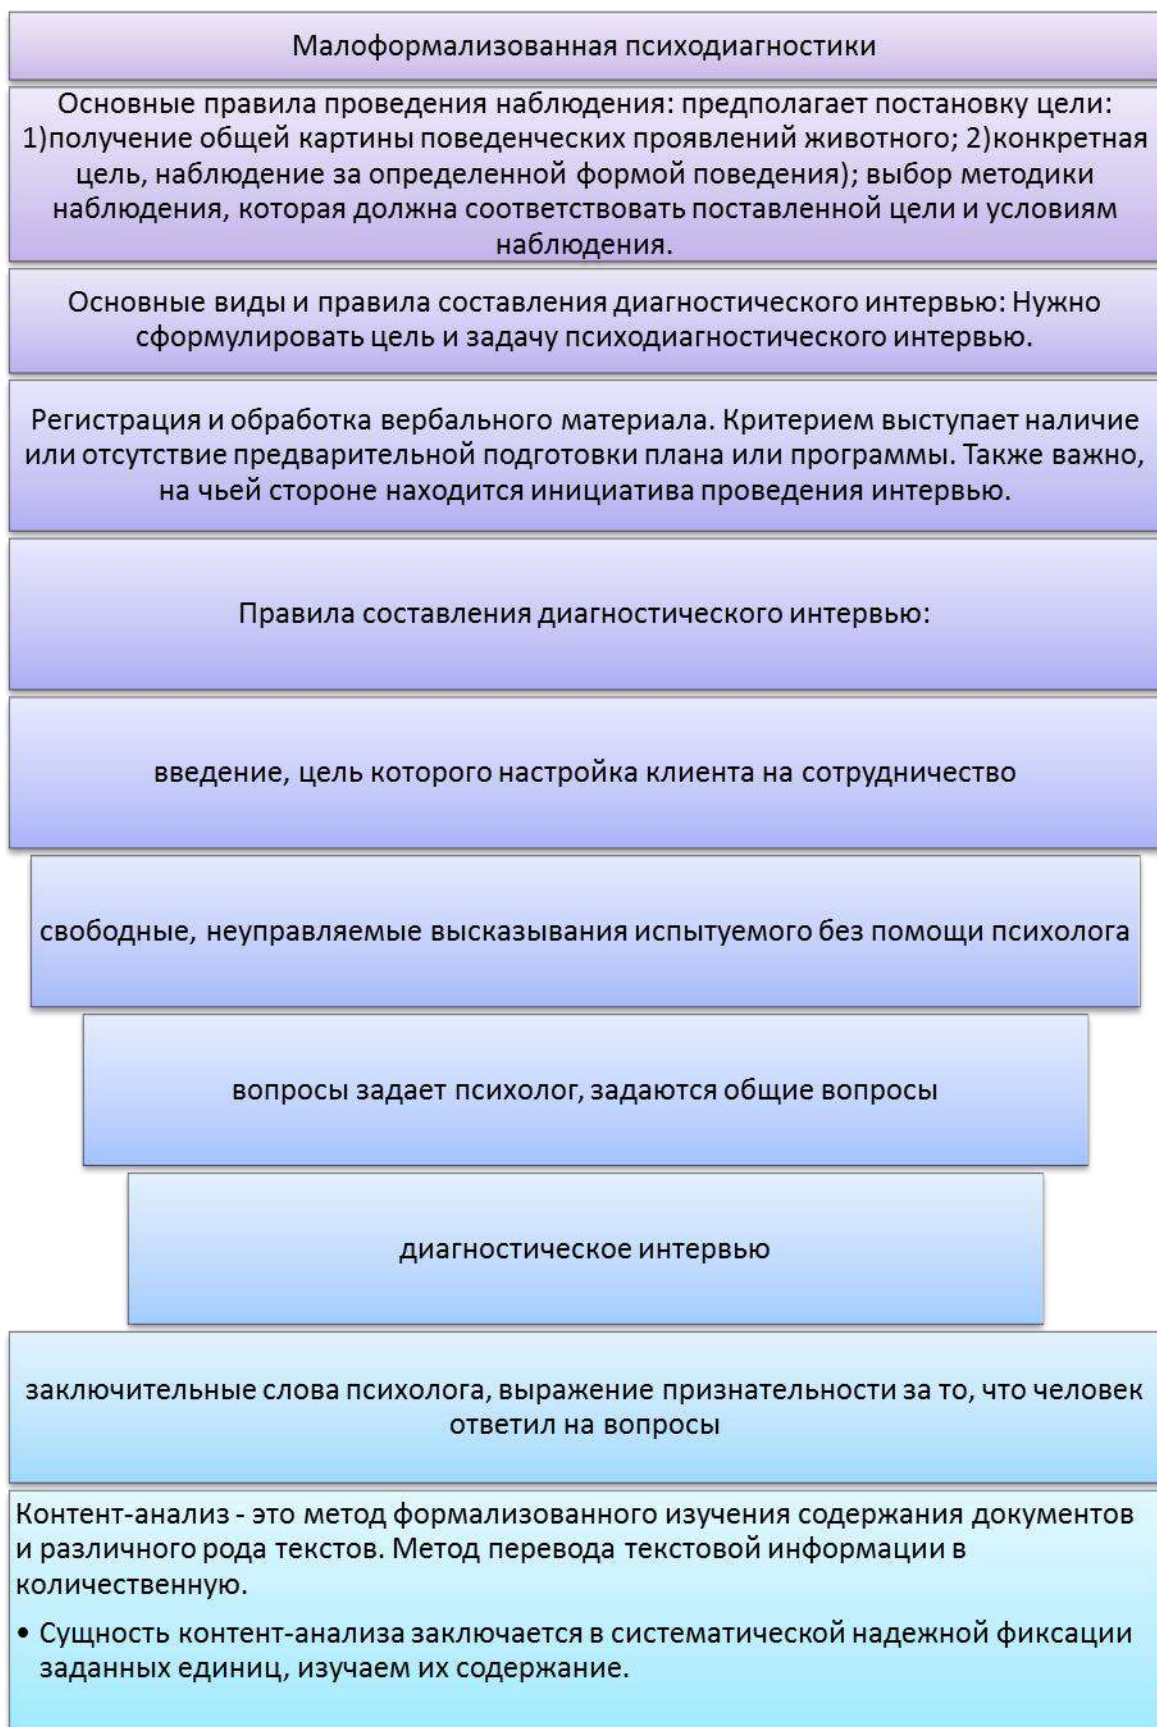 Малоформализованная психодиагностики
Основные правила проведения наблюдения: предполагает постановку цели:
1)получение общей картины поведенческих проявлений животного; 2)конкретная
цель, наблюдение за определенной формой поведения); выбор методики
наблюдения, которая должна соответствовать поставленной цели и условиям
наблюдения.
Основные виды и правила составления диагностического интервью: Нужно
сформулировать цель и задачу психодиагностического интервью.
Регистрация и обработка вербального материала. Критерием выступает наличие
или отсутствие предварительной подготовки плана или программы. Также важно,
на чьей стороне находится инициатива проведения интервью.
Правила составления диагностического интервью:
введение, цель которого настройка клиента на сотрудничество
свободные, неуправляемые высказывания испытуемого без помощи психолога
вопросы задает психолог, задаются общие вопросы
диагностическое интервью
заключительные слова психолога, выражение признательности за то, что человек
ответил на вопросы
Контент-анализ - это метод формализованного изучения содержания документов
и различного рода текстов. Метод перевода текстовой информации в
количественную.
• Сущность контент-анализа заключается в систематической надежной фиксации
заданных единиц, изучаем их содержание.